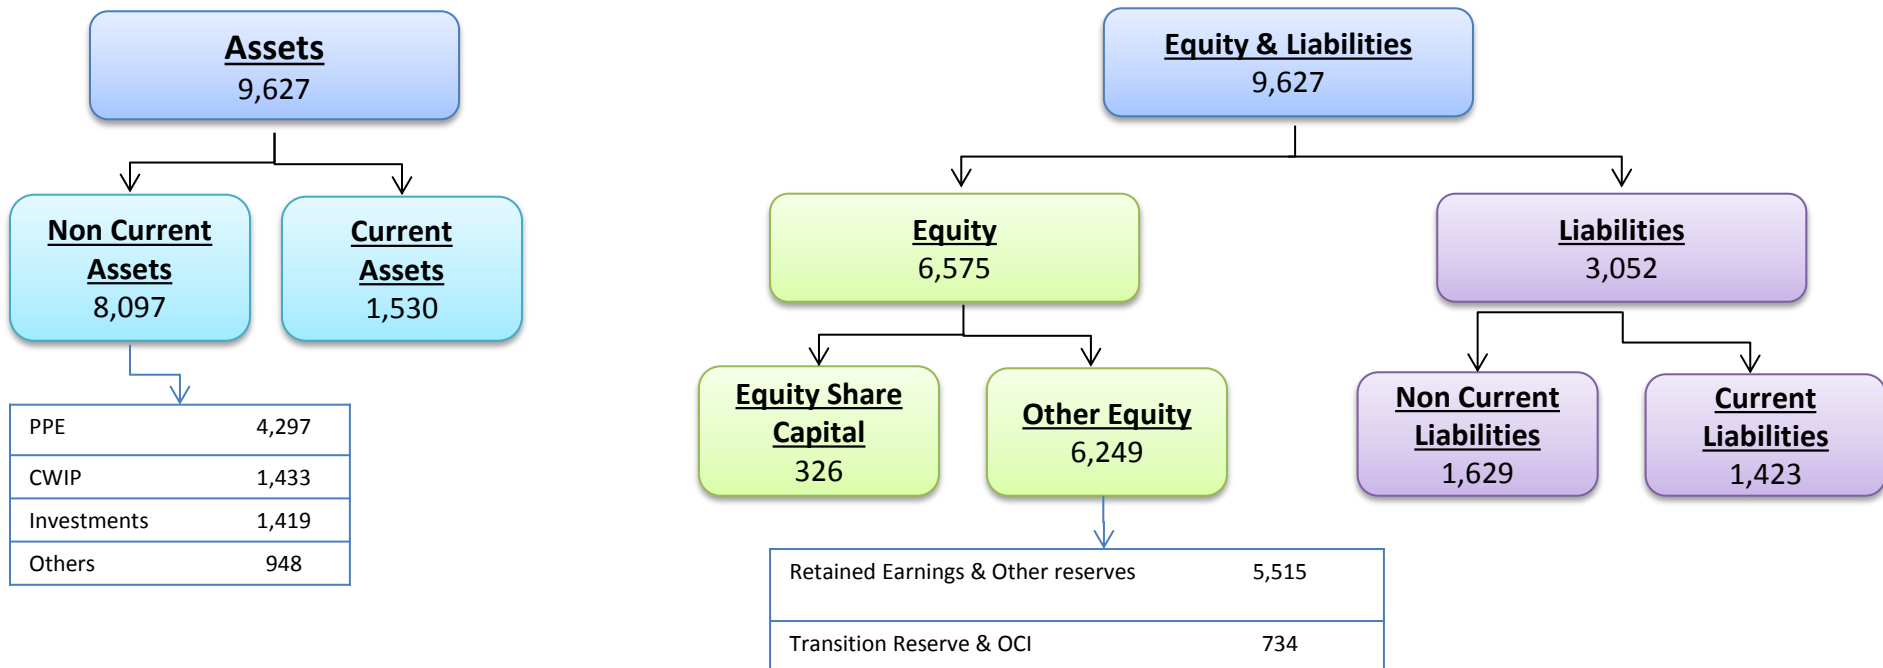 Assets
9,627
Equity & Liabilities
9,627
Non Current
Assets
8,097
Current
Assets
1,530
Equity
6,575
Liabilities
3,052
Equity Share
Capital
326
Other Equity
6,249
Non Current
Liabilities
1,629
Current
Liabilities
1,423
PPE 4,297
CWIP 1,433
Investments 1,419
Others 948
Retained Earnings & Other reserves 5,515
Transition Reserve & OCI 734